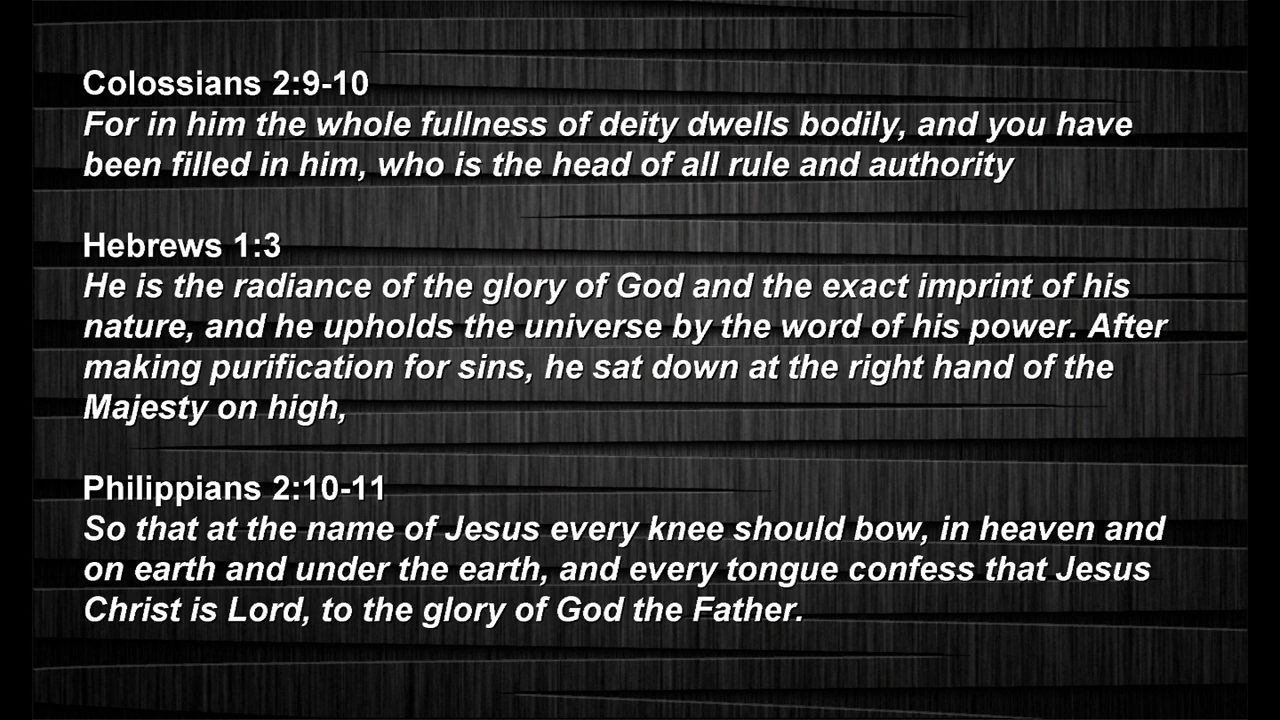 Colossians 2:9-10
For in him the whole fullness of deity dwells bodily, and you have
been filled in him, who is the head of all rule and authority
Hebrews 1:3
He is the radiance of the glory of God and the exact imprint of his
nature, and he upholds the universe by the word of his power. After
making purification for sins, he sat down at the right hand of the
Majesty on high,
Philippians 2:10-11
So that at the name of Jesus every knee should bow, in heaven and
on earth and under the earth, and every tongue confess that Jesus
Christ is Lord, to the glory of God the Father.